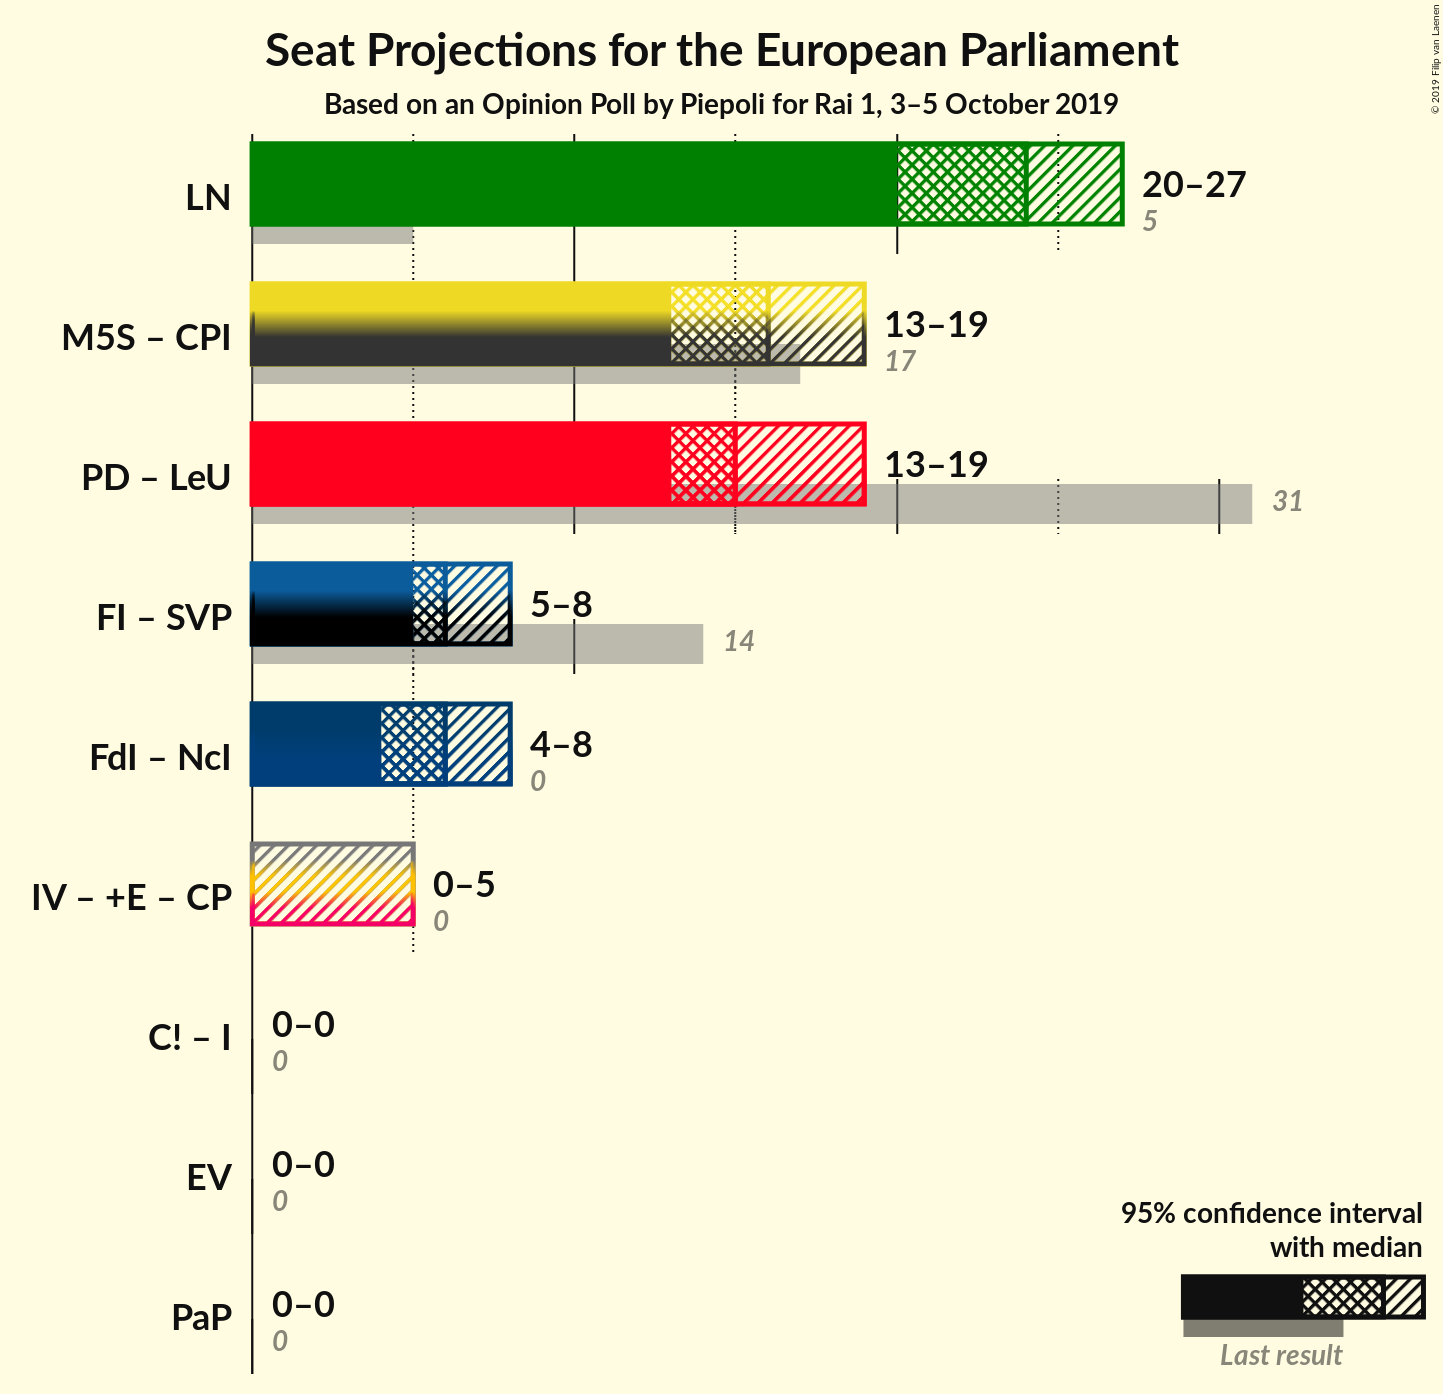 Seat Projections for the European Parliament
Based on an Opinion Poll by Piepoli for Rai 1, 3–5 October 2019
© 2019 Filip van Laenen
LN
20–27
5
M5S – CPI
13–19
17
PD – LeU
13–19
31
FI – SVP
5–8
14
FdI – NcI
4–8
0
IV – +E – CP
0–5
0
C! – I
0–0
0
EV
0–0
0
PaP
0–0
0
95% confidence interval
with median
Last result